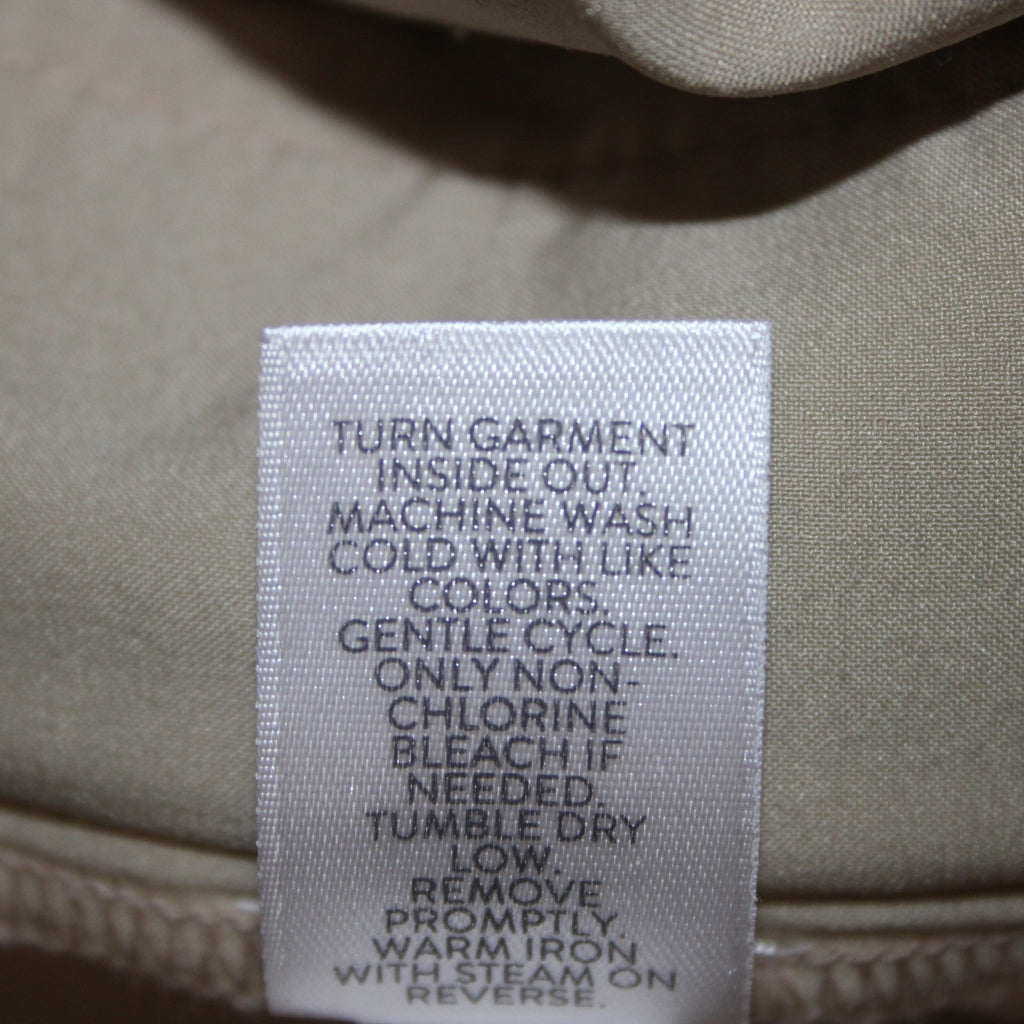 TURN GARMENT
INSIDE OUT.
MACHINE WASH
COLD WITH LIKE
COLORS.
GENTLE CYCLE.
ONLY NON-
CHLORINE
BLEACH IF
NEEDED.
TUMBLE DRY
LOW.
REMOVE
PROMPTLY.
WARM IRON
WITH STEAM ON
REVERSE.